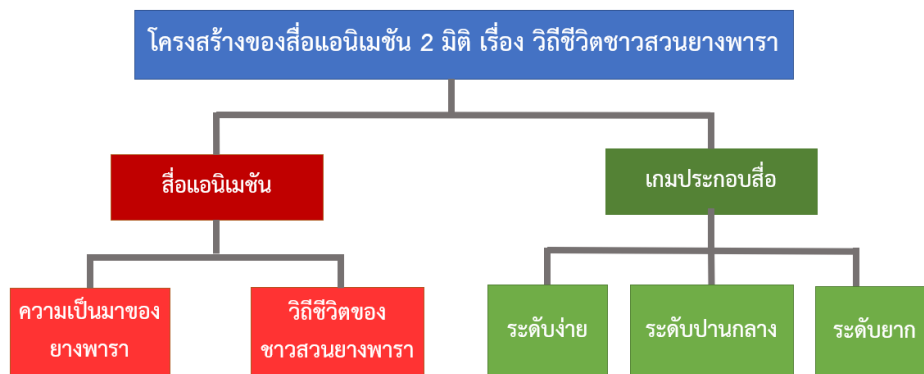 โครงสร้างของสื่อแอนิเมชัน 2 มิติ เรื่อง วิถีชีวิตชาวสวนยางพารา
สื่อแอนิเมชัน
เกมประกอบสื่อ
ความเป็นมาของ
ยางพารา
วิถีชีวิตของ
ชาวสวนยางพารา
ระดับง่าย
ระดับปานกลาง
ระดับยาก